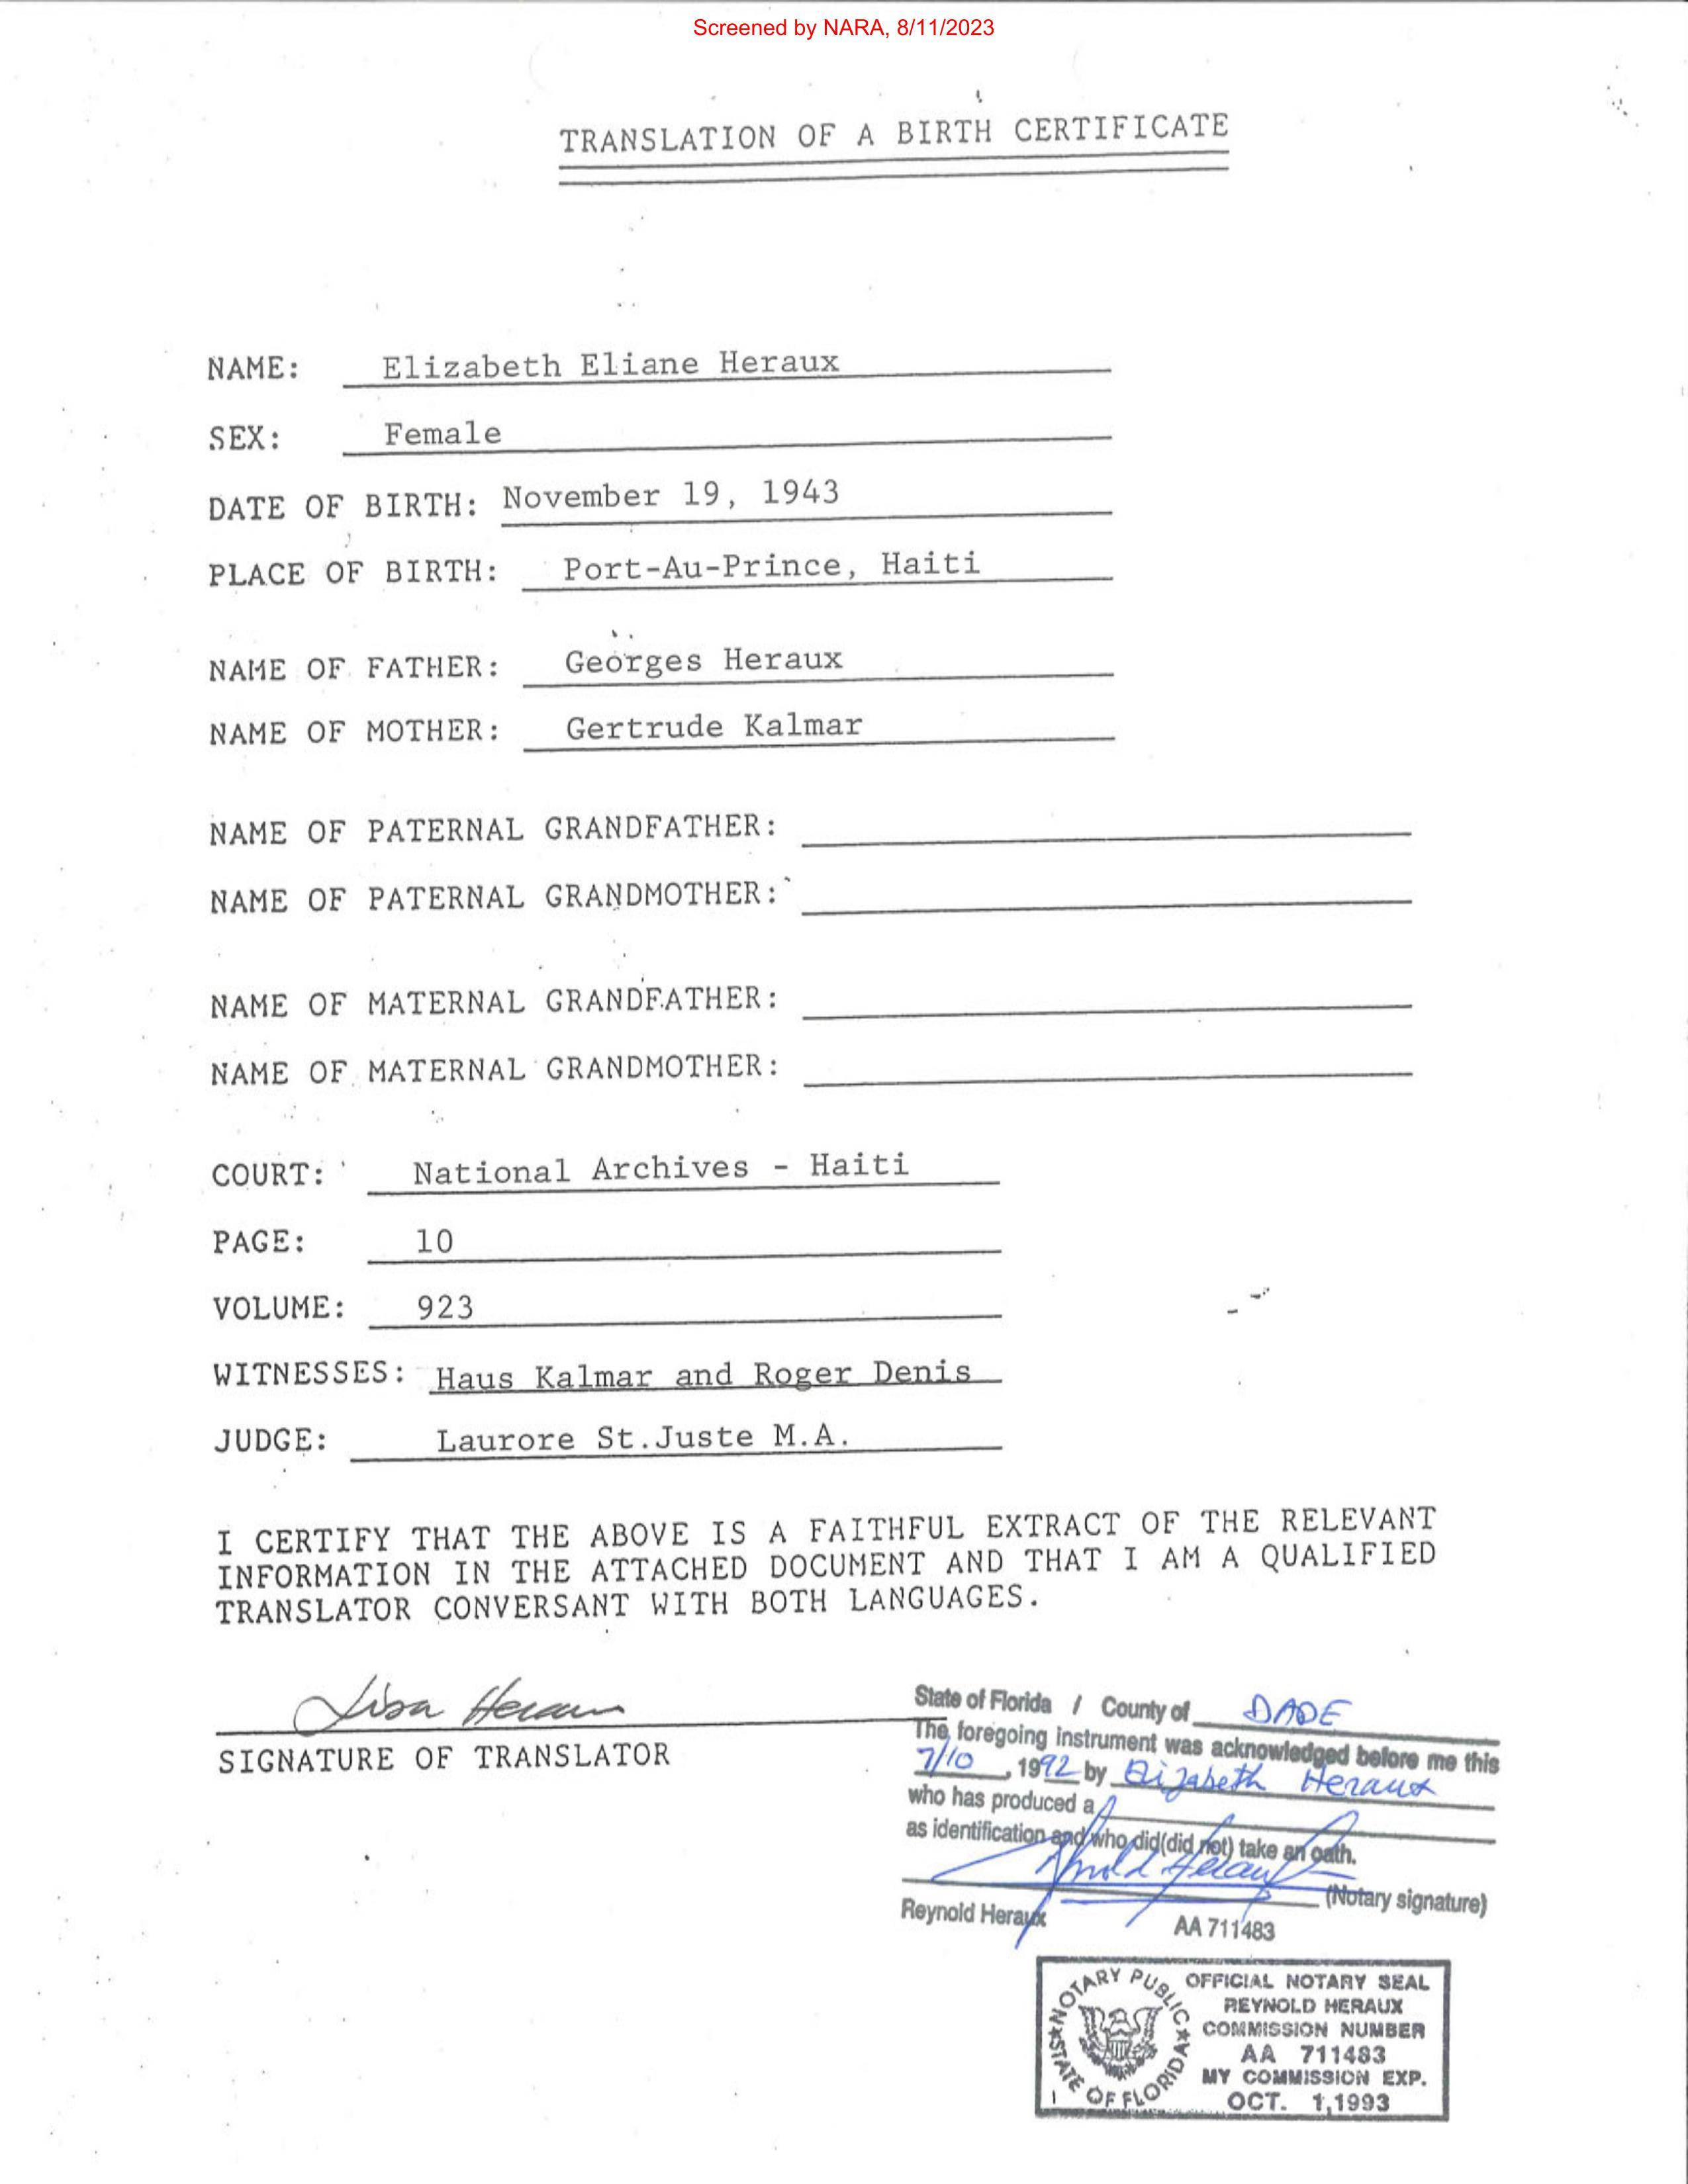 Screened by NARA, 8/11/2023
TRANSLATION OF A BIRTH CERTIFICATE
NAME: Elizabeth Eliane Heraux
SEX: Female
DATE OF BIRTH: November 19, 1943
PLACE OF BIRTH: Port-Au-Prince, Haiti
NAME OF FATHER: Georges Heraux
NAME OF MOTHER: Gertrude Kalmar
NAME OF PATERNAL GRANDFATHER:
NAME OF PATERNAL GRANDMOTHER:
NAME OF MATERNAL GRANDFATHER:
NAME OF MATERNAL GRANDMOTHER:
COURT: National Archives - Haiti
PAGE: 10
VOLUME: 923
WITNESSES: Haus Kalmar and Roger Denis
JUDGE: Laurore St.Juste M.A.
I CERTIFY THAT THE ABOVE IS A FAITHFUL EXTRACT OF THE RELEVANT
INFORMATION IN THE ATTACHED DOCUMENT AND THAT I AM A QUALIFIED
TRANSLATOR CONVERSANT WITH BOTH LANGUAGES.
Lisa Heraux
SIGNATURE OF TRANSLATOR
State of Florida / County of DADE
The foregoing instrument was acknowledged before me this
7/10, 1992 by Elizabeth Heraux
who has produced a
as identification and who did(did not) take an oath.
(Notary signature)
Reynold Heraux
AA 711483
NOTARY PUBLIC STATE OF FLORIDA
OFFICIAL NOTARY SEAL
REYNOLD HERAUX
COMMISSION NUMBER
AA 711483
MY COMMISSION EXP.
OCT. 1,1993